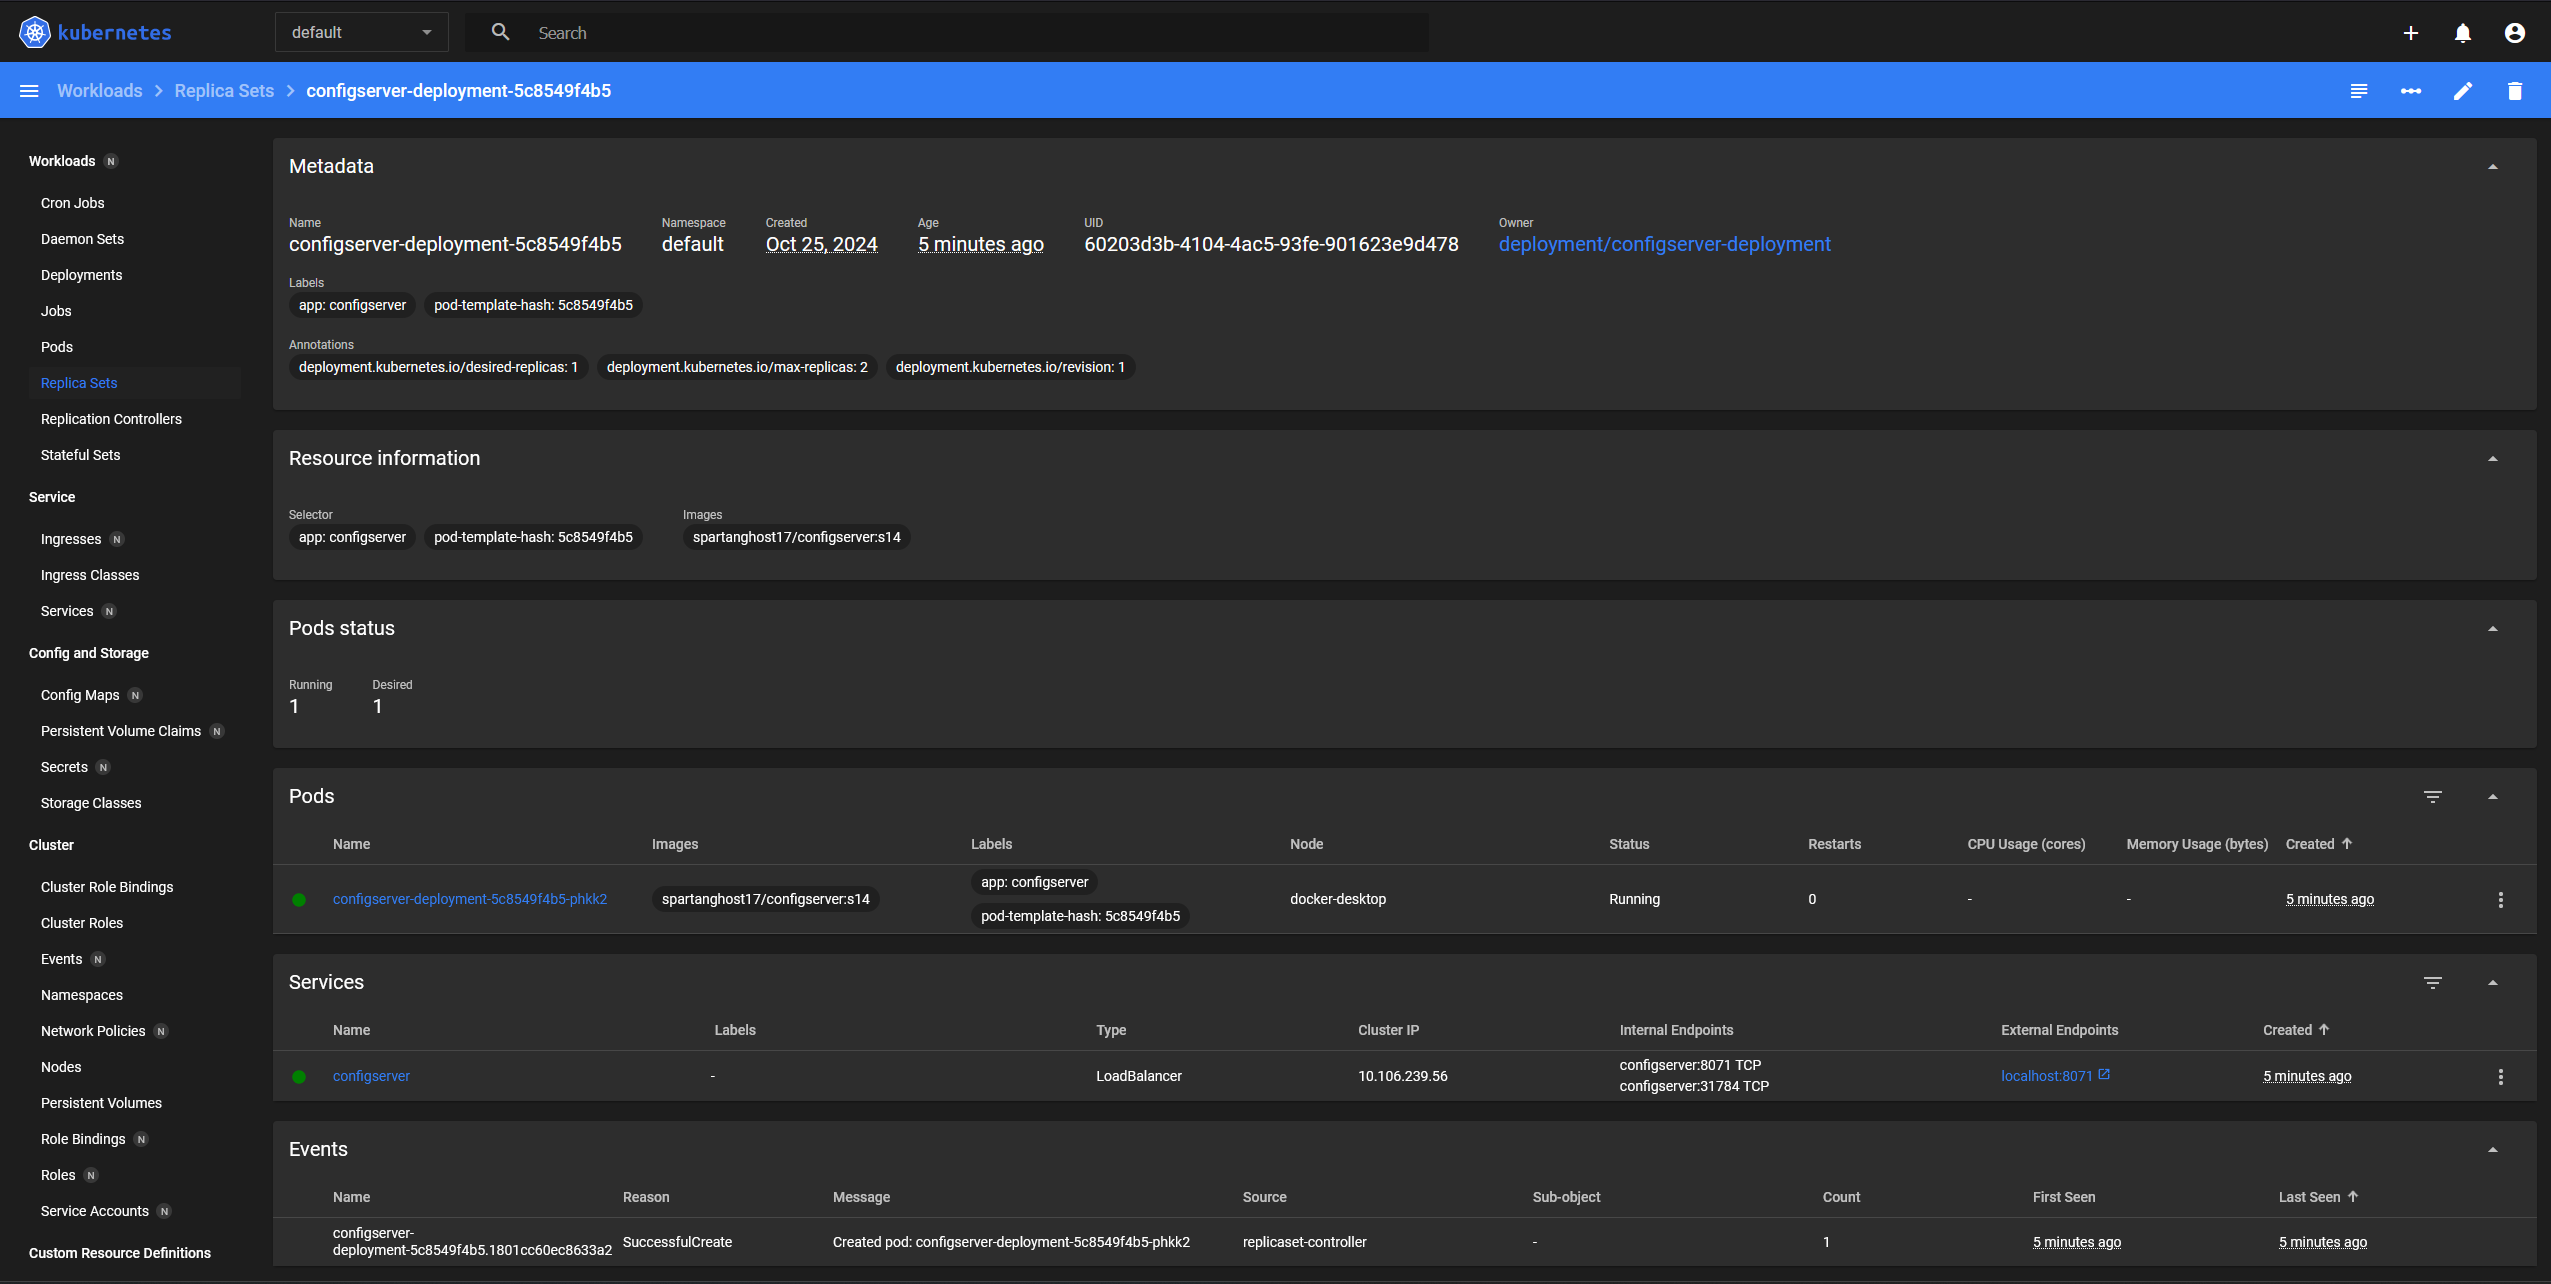 kubernetes
default
Search
Workloads
Replica Sets
configserver-deployment-5c8549f4b5
Workloads N
Cron Jobs
Daemon Sets
Deployments
Jobs
Pods
Replica Sets
Replication Controllers
Stateful Sets
Service
Ingresses N
Ingress Classes
Services N
Config and Storage
Config Maps N
Persistent Volume Claims N
Secrets N
Storage Classes
Cluster
Cluster Role Bindings
Cluster Roles
Events N
Namespaces
Network Policies N
Nodes
Persistent Volumes
Role Bindings N
Roles N
Service Accounts N
Custom Resource Definitions
Metadata
Name Namespace Created Age UID Owner
configserver-deployment-5c8549f4b5 default Oct 25, 2024 5 minutes ago 60203d3b-4104-4ac5-93fe-901623e9d478 deployment/configserver-deployment
Labels
app: configserver pod-template-hash: 5c8549f4b5
Annotations
deployment.kubernetes.io/desired-replicas: 1 deployment.kubernetes.io/max-replicas: 2 deployment.kubernetes.io/revision: 1
Resource information
Selector Images
app: configserver pod-template-hash: 5c8549f4b5 spartanghost17/configserver:s14
Pods status
Running Desired
1 1
Pods
Name Images Labels Node Status Restarts CPU Usage (cores) Memory Usage (bytes) Created
configserver-deployment-5c8549f4b5-phkk2 spartanghost17/configserver:s14 app: configserver docker-desktop Running 0 - - 5 minutes ago
pod-template-hash: 5c8549f4b5
Services
Name Labels Type Cluster IP Internal Endpoints External Endpoints Created
configserver - LoadBalancer 10.106.239.56 configserver:8071 TCP localhost:8071 5 minutes ago
configserver:31784 TCP
Events
Name Reason Message Source Sub-object Count First Seen Last Seen
configserver-
deployment-5c8549f4b5.1801cc60ec8633a2 SuccessfulCreate Created pod: configserver-deployment-5c8549f4b5-phkk2 replicaset-controller - 1 5 minutes ago 5 minutes ago